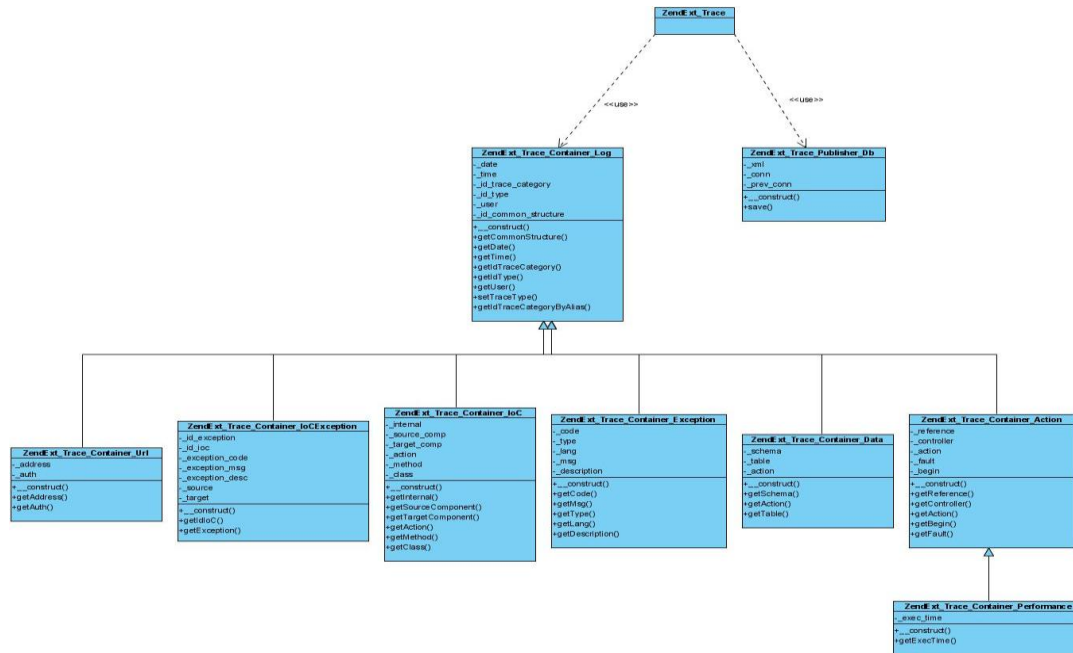 ZendExt_Trace
<<use>>
<<use>>
ZendExt_Trace_Container_Log
-_date
-_time
-_id_trace_category
-_id_type
-_user
-_id_common_structure
+__construct()
+getCommonStructure()
+getDate()
+getTime()
+getIdTraceCategory()
+getIdType()
+getUser()
+setTraceType()
+getIdTraceCategoryByAlias()
ZendExt_Trace_Publisher_Db
-_xml
-_conn
-_prev_conn
+__construct()
+save()
ZendExt_Trace_Container_Url
-_address
-_auth
+__construct()
+getAddress()
+getAuth()
ZendExt_Trace_Container_IoCException
-_id_exception
-_id_ioc
-_exception_code
-_exception_msg
-_exception_desc
-_source
-_target
+__construct()
+getIdIoC()
+getException()
ZendExt_Trace_Container_IoC
-_internal
-_source_comp
-_target_comp
-_action
-_method
-_class
+__construct()
+getInternal()
+getSourceComponent()
+getTargetComponent()
+getAction()
+getMethod()
+getClass()
ZendExt_Trace_Container_Exception
-_code
-_type
-_lang
-_msg
-_description
+__construct()
+getCode()
+getMsg()
+getType()
+getLang()
+getDescription()
ZendExt_Trace_Container_Data
-_schema
-_table
-_action
+__construct()
+getSchema()
+getAction()
+getTable()
ZendExt_Trace_Container_Action
-_reference
-_controller
-_action
-_fault
-_begin
+__construct()
+getReference()
+getController()
+getAction()
+getBegin()
+getFault()
ZendExt_Trace_Container_Performance
-_exec_time
+__construct()
+getExecTime()